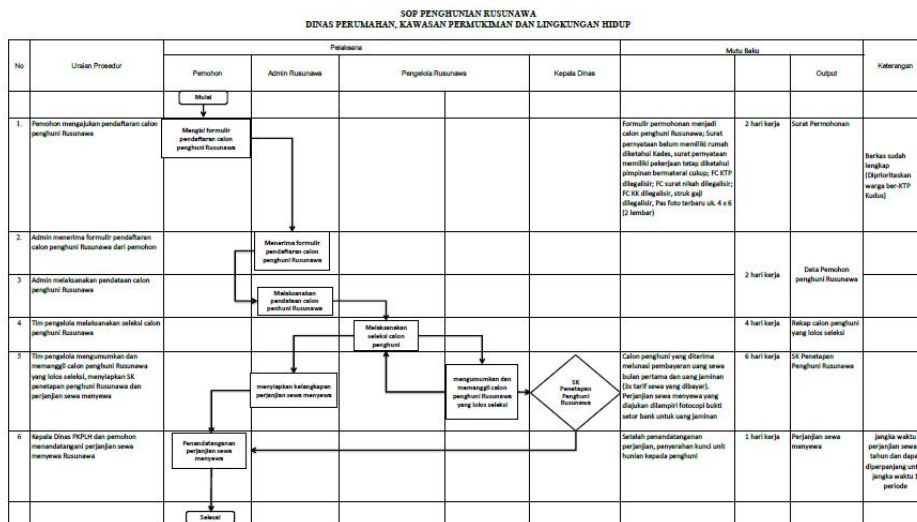 SOP PENGHUNIAN RUSUNAWA
DINAS PERUMAHAN, KAWASAN PERMUKIMAN DAN LINGKUNGAN HIDUP
No
Uraian Prosedur
Pelaksana
Mutu Baku
Keterangan
Pemohon
Admin Rusunawa
Pengelola Rusunawa
Kepala Dinas
Output
Mulai
1.
Pemohon mengajukan pendaftaran calon
penghuni Rusunawa
Mengisi formulir
pendaftaran calon
penghuni Rusunawa
Formulir permohonan menjadi
calon penghuni Rusunawa; Surat
pernyataan belum memiliki rumah
diketahui Kades, surat pernyataan
memiliki pekerjaan tetap diketahui
pimpinan bermaterai cukup; FC KTP
dilegalisir; FC surat nikah dilegalisir;
FC KK dilegalisir, struk gaji
dilegalisir, Pas foto terbaru uk. 4 x 6
(2 lembar)
2 hari kerja
Surat Permohonan
Berkas sudah
lengkap
(Diprioritaskan
warga ber-KTP
Kudus)
2.
Admin menerima formulir pendaftaran
calon penghuni Rusunawa dari pemohon
Menerima formulir
pendaftaran calon
penghuni Rusunawa
2 hari kerja
Data Pemohon
penghuni Rusunawa
3
Admin melaksanakan pendataan calon
penghuni Rusunawa
Melaksanakan
pendataan calon
penhuni Rusunawa
4
Tim pengelola melaksanakan seleksi calon
penghuni Rusunawa
Melaksanakan
seleksi calon
penghuni
4 hari kerja
Rekap calon penghuni
yang lolos seleksi
5
Tim pengelola mengumumkan dan
memanggil calon penghuni Rusunawa
yang lolos seleksi, menyiapkan SK
penetapan penghuni Rusunawa dan
perjanjian sewa menyewa
menyiapkan kelengkapan
perjanjian sewa menyewa
mengumumkan dan
memanggil calon
penghuni Rusunawa
yang lolos seleksi
SK
Penetapan
Penghuni
Rusunawa
Calon penghuni yang diterima
melunasi pembayaran uang sewa
bulan pertama dan uang jaminan
(3x tarif sewa yang dibayar).
Perjanjian sewa menyewa yang
diajukan dilampiri fotocopi bukti
setor bank untuk uang jaminan
6 hari kerja
SK Penetapan
Penghuni Rusunawa
6
Kepala Dinas PKPLH dan pemohon
menandatangani perjanjian sewa
menyewa Rusunawa
Penandatanganan
perjanjian sewa
menyewa
Setelah penandatanganan
perjanjian, penyerahan kunci unit
hunian kepada penghuni
1 hari kerja
Perjanjian sewa
menyewa
jangka waktu
perjanjian sewa
tahun dan dapa
diperpanjang unt
jangka waktu 1
periode
Selesai